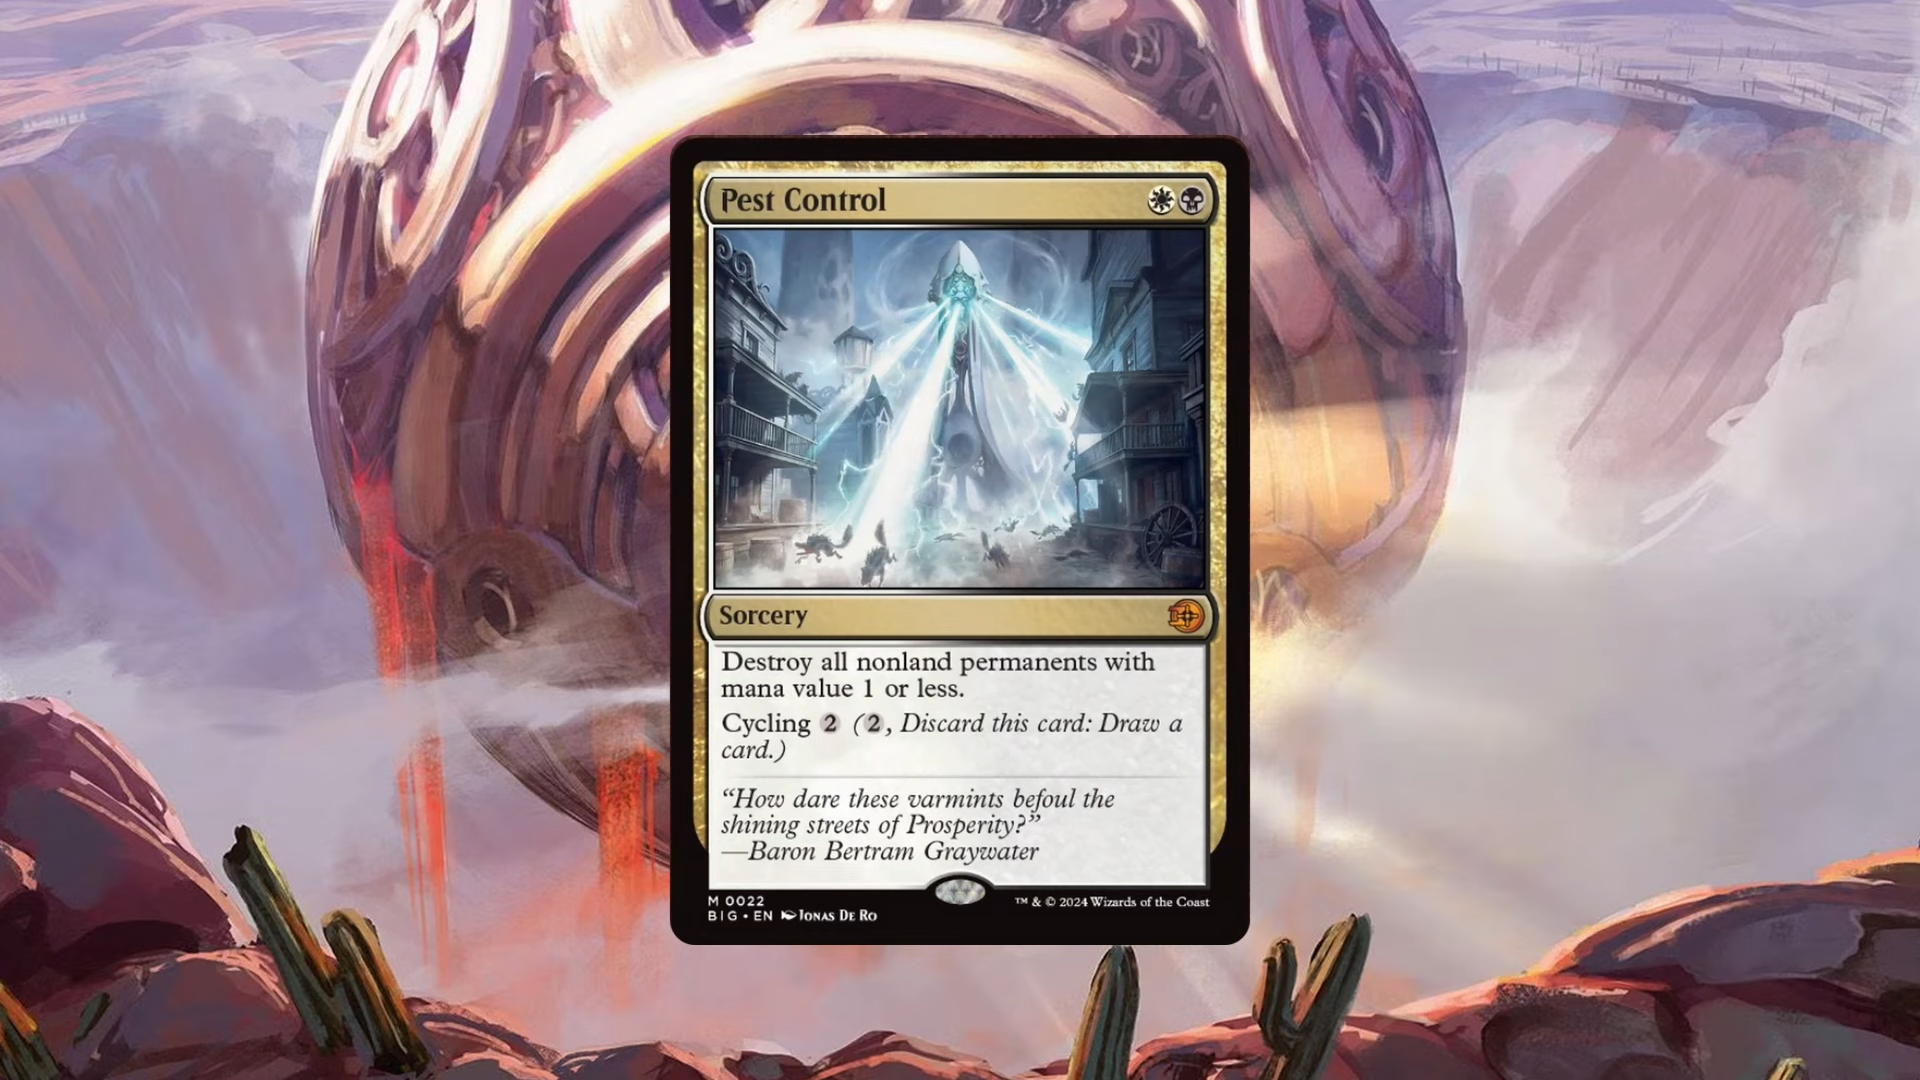 Pest Control
Sorcery
Destroy all nonland permanents with
mana value 1 or less.
Cycling 2 (2, Discard this card: Draw a
card.)
“How dare these varmints befoul the
shining streets of Prosperity?”
—Baron Bertram Graywater
M 0022
BIG • EN Jonas De Ro
™ & © 2024 Wizards of the Coast